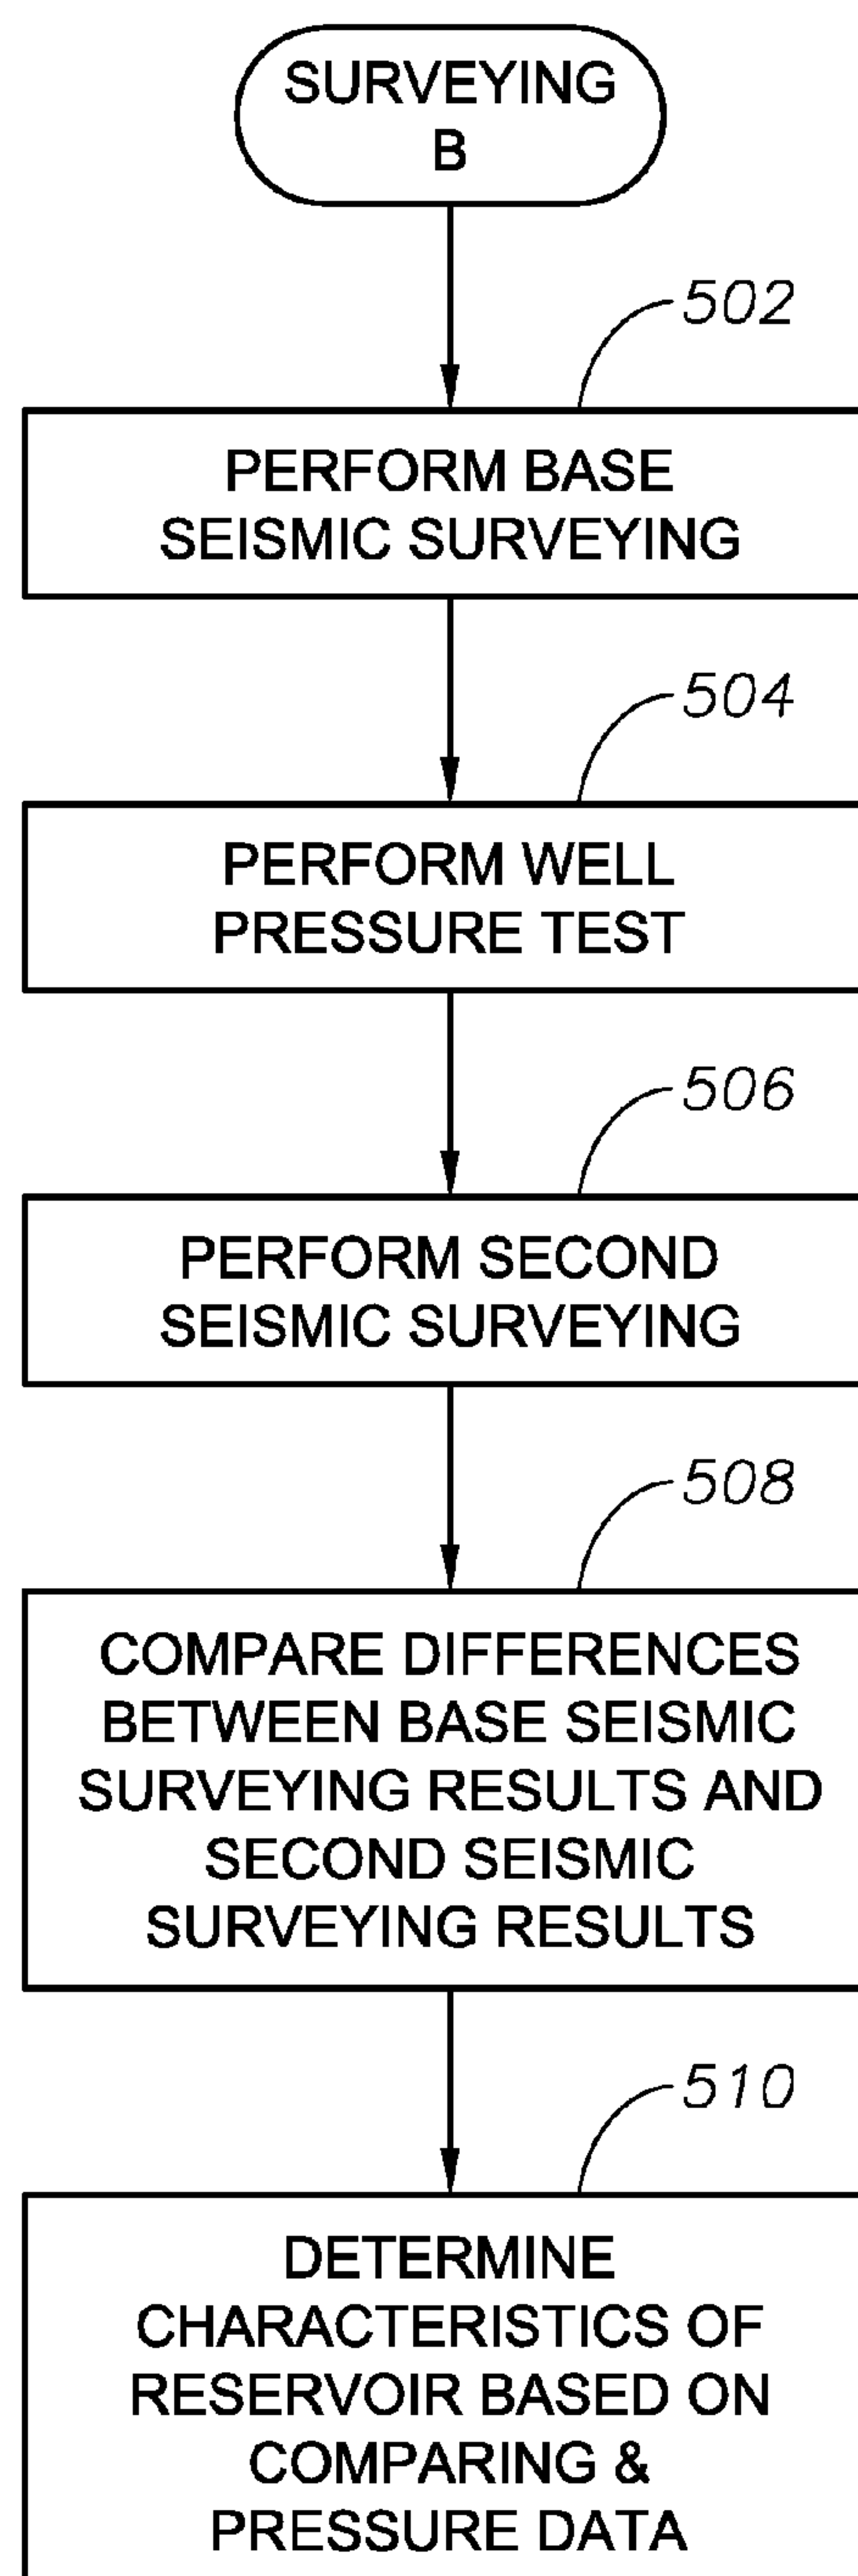 SURVEYING
B
502
PERFORM BASE
SEISMIC SURVEYING
504
PERFORM WELL
PRESSURE TEST
506
PERFORM SECOND
SEISMIC SURVEYING
508
COMPARE DIFFERENCES
BETWEEN BASE SEISMIC
SURVEYING RESULTS AND
SECOND SEISMIC
SURVEYING RESULTS
510
DETERMINE
CHARACTERISTICS OF
RESERVOIR BASED ON
COMPARING &
PRESSURE DATA